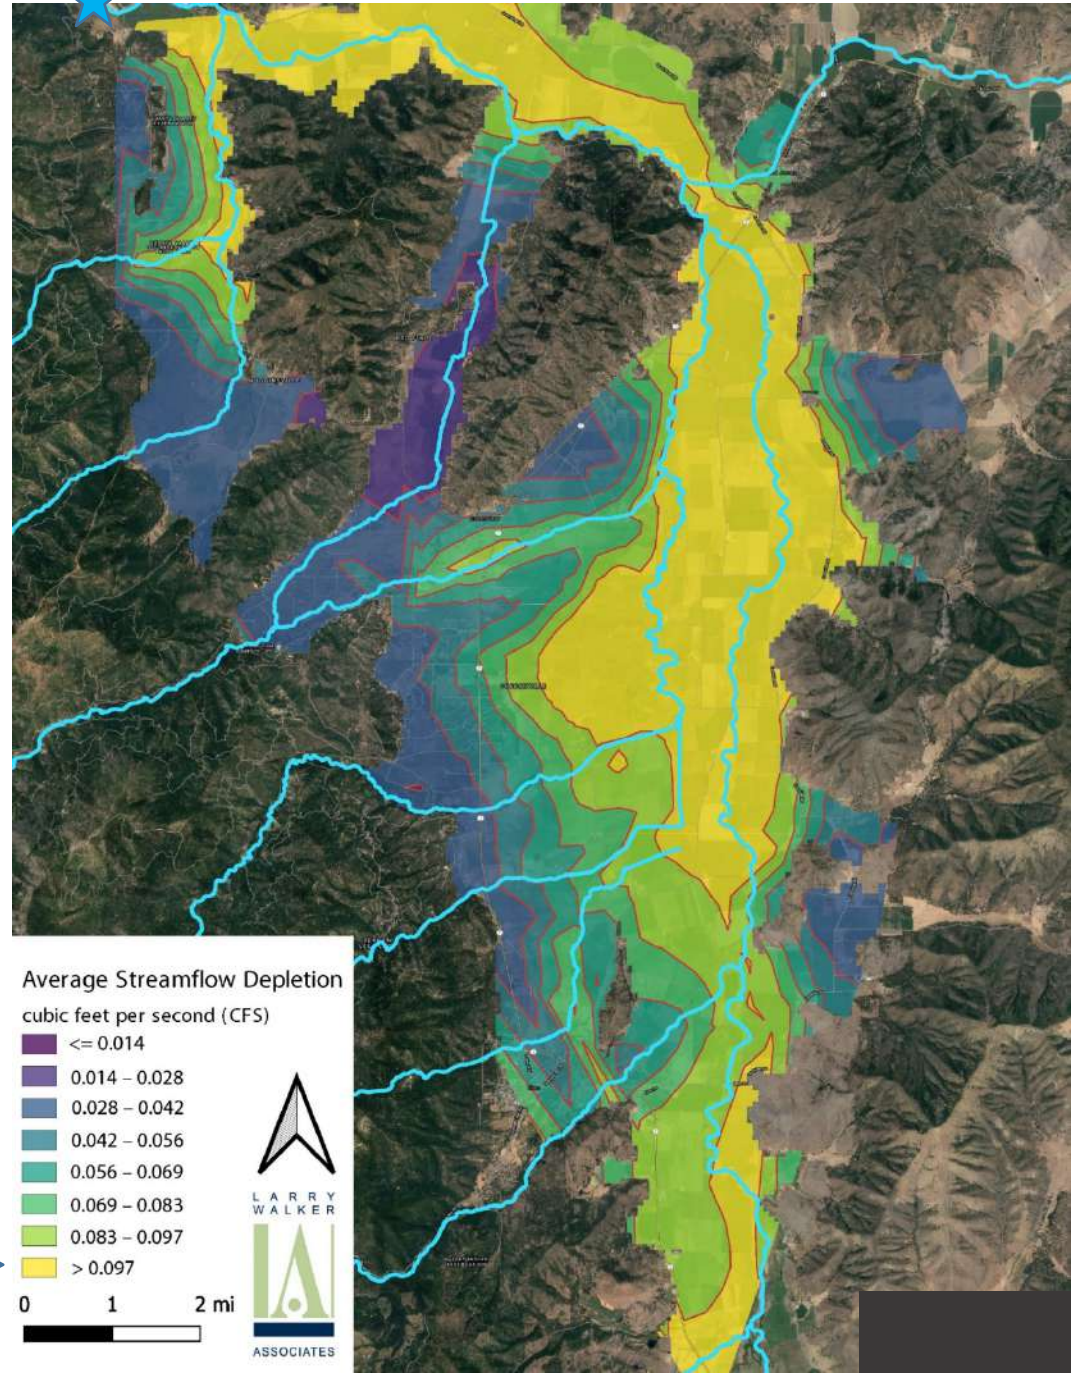 Average Streamflow Depletion
cubic feet per second (CFS)
<= 0.014
0.014 – 0.028
0.028 – 0.042
0.042 – 0.056
0.056 – 0.069
0.069 – 0.083
0.083 – 0.097
> 0.097
0 1 2 mi
LARRY
WALKER
ASSOCIATES